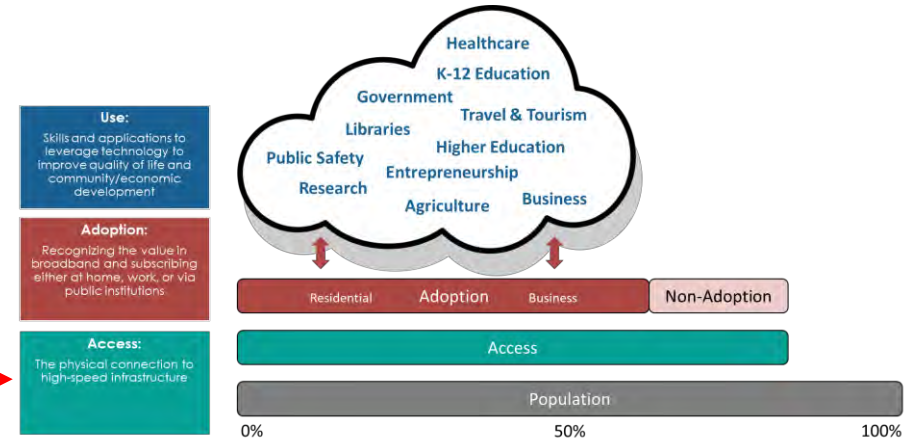 Healthcare
K-12 Education
Government
Travel & Tourism
Libraries
Higher Education
Public Safety
Entrepreneurship
Research
Business
Agriculture
Use:
Skills and applications to
leverage technology to
improve quality of life and
community/economic
development
Adoption:
Recognizing the value in
broadband and subscribing
either at home, work, or via
public institutions
Residential Adoption Business Non-Adoption
Access:
The physical connection to
high-speed infrastructure
Access
Population
0% 50% 100%